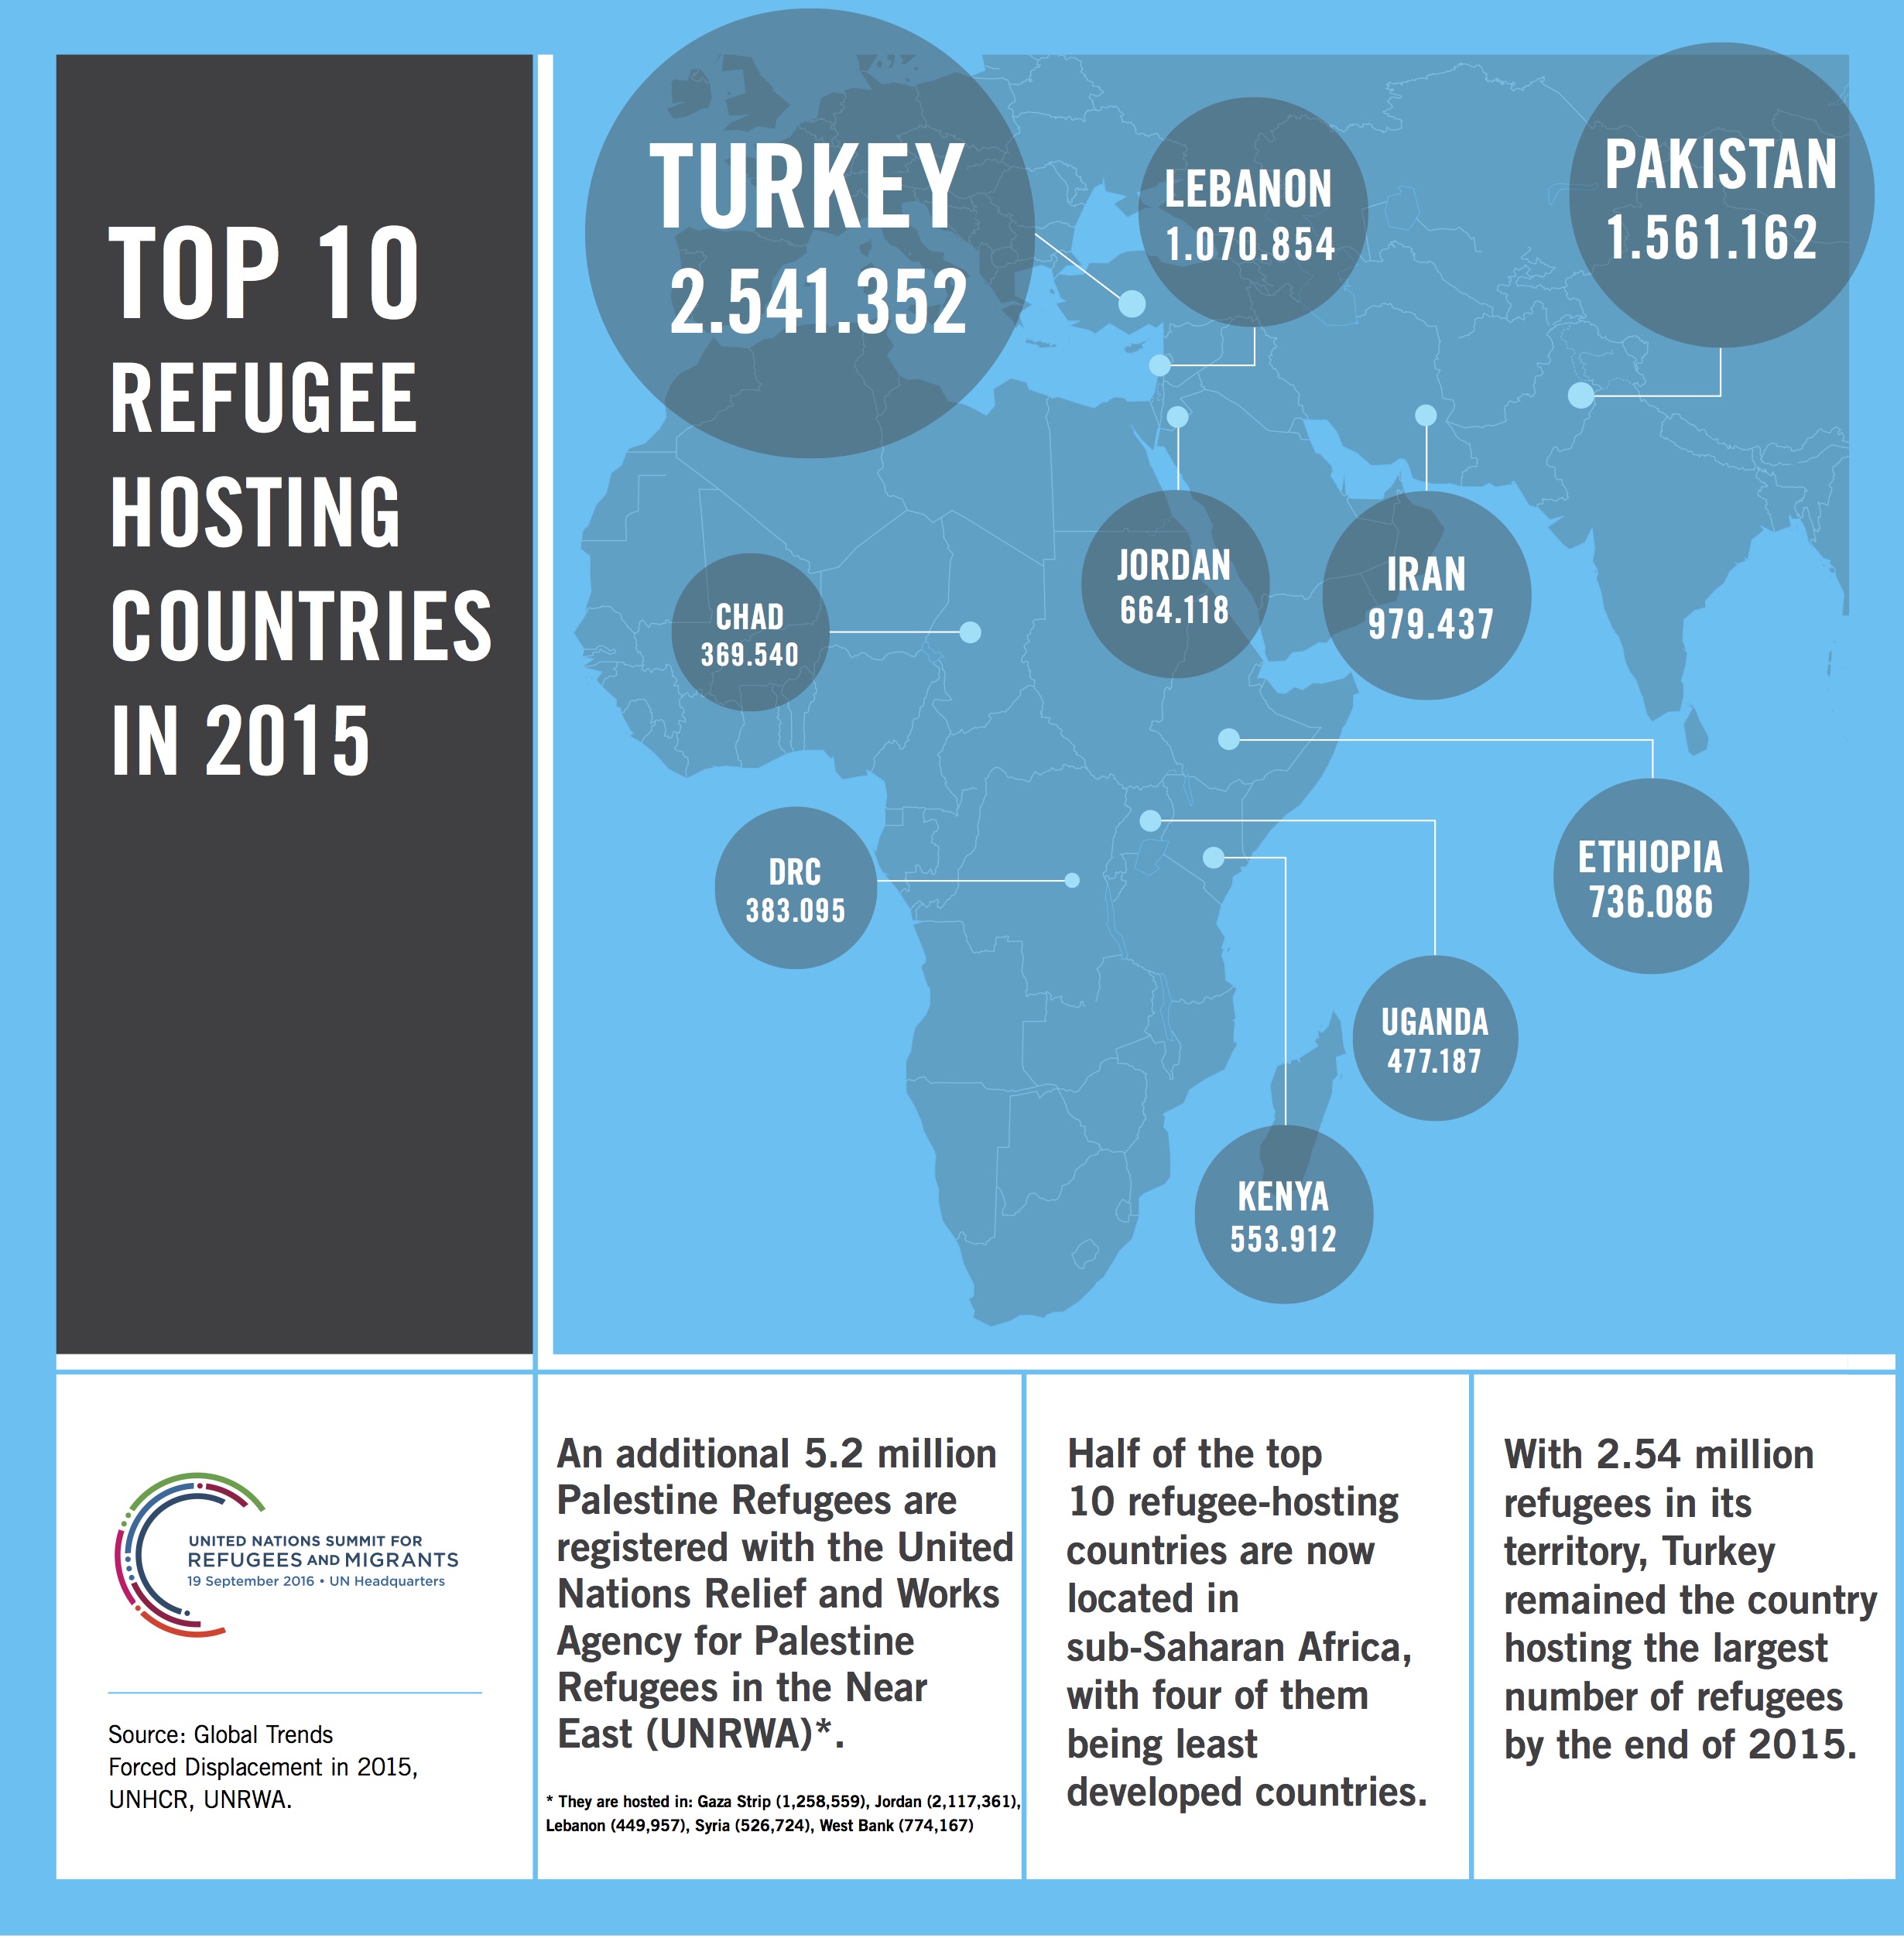 TOP 10
REFUGEE
HOSTING
COUNTRIES
IN 2015
TURKEY
2.541.352
LEBANON
1.070.854
PAKISTAN
1.561.162
JORDAN
664.118
IRAN
979.437
CHAD
369.540
DRC
383.095
ETHIOPIA
736.086
UGANDA
477.187
KENYA
553.912
UNITED NATIONS SUMMIT FOR
REFUGEES AND MIGRANTS
19 September 2016 • UN Headquarters
Source: Global Trends
Forced Displacement in 2015,
UNHCR, UNRWA.
An additional 5.2 million
Palestine Refugees are
registered with the United
Nations Relief and Works
Agency for Palestine
Refugees in the Near
East (UNRWA)*.
* They are hosted in: Gaza Strip (1,258,559), Jordan (2,117,361),
Lebanon (449,957), Syria (526,724), West Bank (774,167)
Half of the top
10 refugee-hosting
countries are now
located in
sub-Saharan Africa,
with four of them
being least
developed countries.
With 2.54 million
refugees in its
territory, Turkey
remained the country
hosting the largest
number of refugees
by the end of 2015.